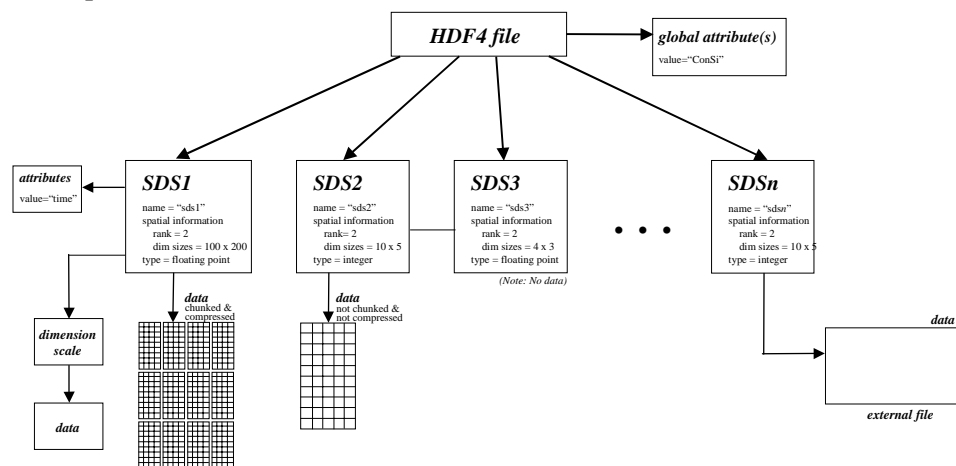 HDF4 file
global attribute(s)
value="ConSi"
attributes
value="time"
SDS1
name = "sds1"
spatial information
rank = 2
dim sizes = 100 x 200
type = floating point
SDS2
name = "sds2"
spatial information
rank= 2
dim sizes = 10 x 5
type = integer
SDS3
name = "sds3"
spatial information
rank = 2
dim sizes = 4 x 3
type = floating point
(Note: No data)
• • •
SDSn
name = "sdsn"
spatial information
rank = 2
dim sizes = 10 x 5
type = integer
data
chunked &
compressed
data
not chunked &
not compressed
dimension
scale
data
data
external file